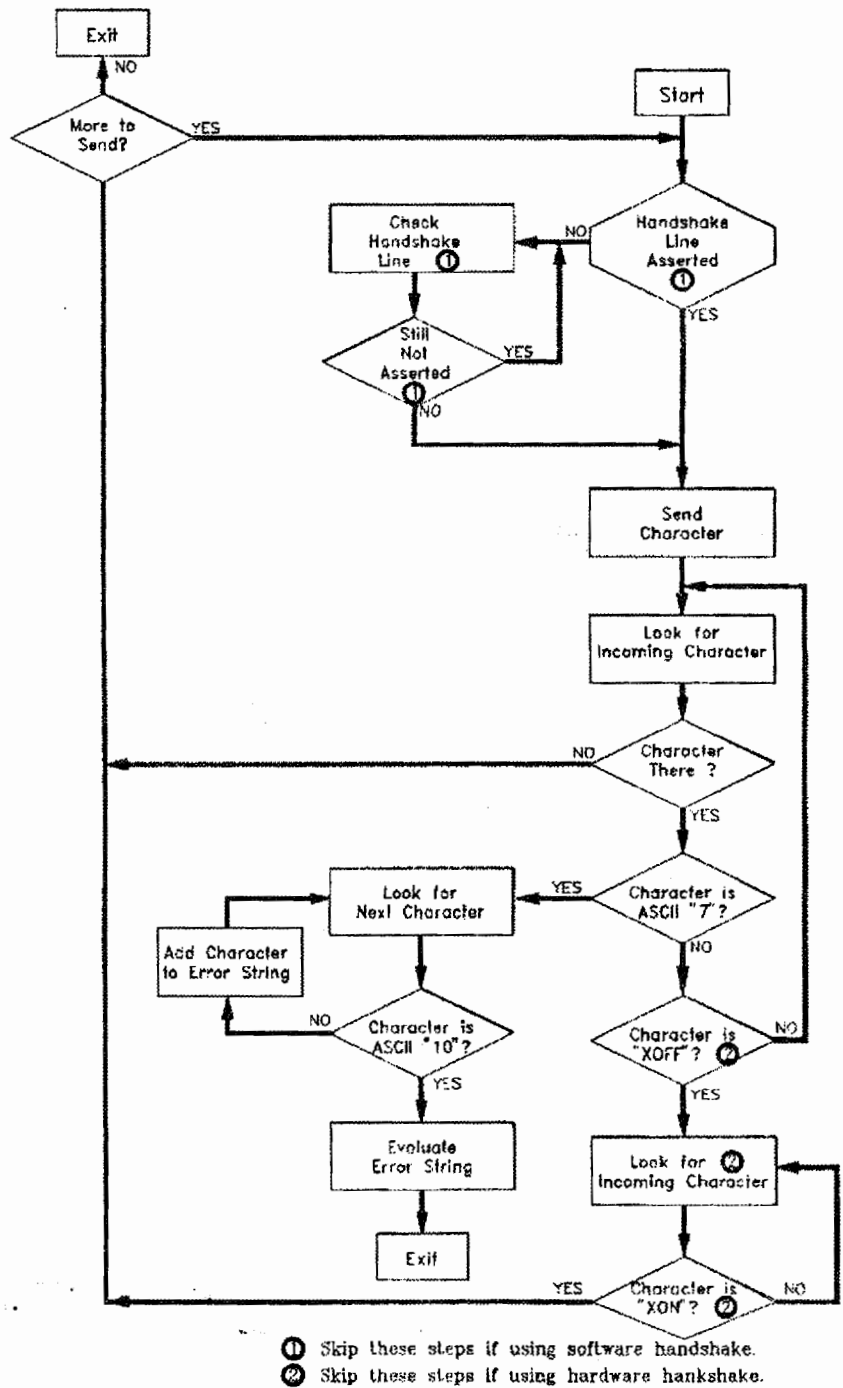 Exit
NO
More to
Send?
YES
Start
Check
Handshake
Line ①
NO
Handshake
Line
Asserted
①
YES
Still
Not
Asserted
①
YES
NO
Send
Character
Look for
Incoming Character
NO
Character
There ?
YES
Look for
Next Character
YES
Character is
ASCII "7"?
NO
Add Character
to Error String
NO
Character is
ASCII "10"?
YES
Character is
"XOFF"? ②
NO
YES
Evaluate
Error String
Look for ②
Incoming Character
Exit
YES
Character is
"XON"? ②
NO
① Skip these steps if using software handshake.
② Skip these steps if using hardware hankshake.